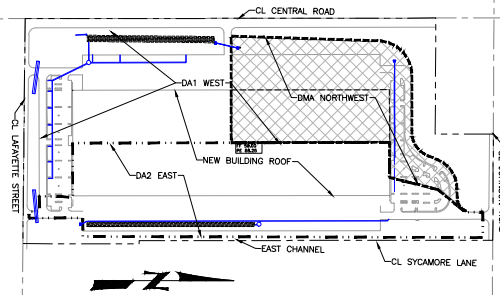 CL CENTRAL ROAD
DA1 WEST
DMA NORTHWEST
CL LAFAYETTE STREET
NEW BUILDING ROOF
DA2 EAST
EAST CHANNEL
CL SYCAMORE LANE